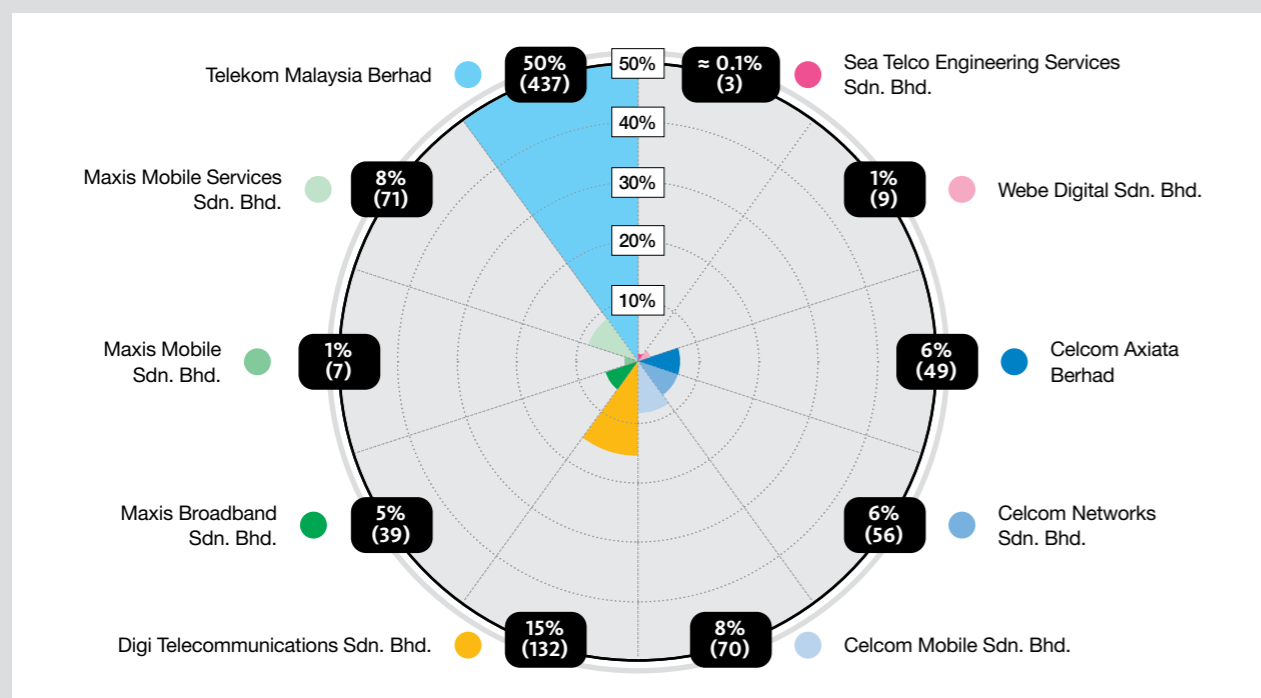 Telekom Malaysia Berhad
50%
(437)
50%
≈ 0.1%
(3)
Sea Telco Engineering Services
Sdn. Bhd.
40%
Maxis Mobile Services
Sdn. Bhd.
8%
(71)
30%
1%
(9)
Webe Digital Sdn. Bhd.
20%
10%
Maxis Mobile
Sdn. Bhd.
1%
(7)
6%
(49)
Celcom Axiata
Berhad
Maxis Broadband
Sdn. Bhd.
5%
(39)
6%
(56)
Celcom Networks
Sdn. Bhd.
Digi Telecommunications Sdn. Bhd.
15%
(132)
8%
(70)
Celcom Mobile Sdn. Bhd.